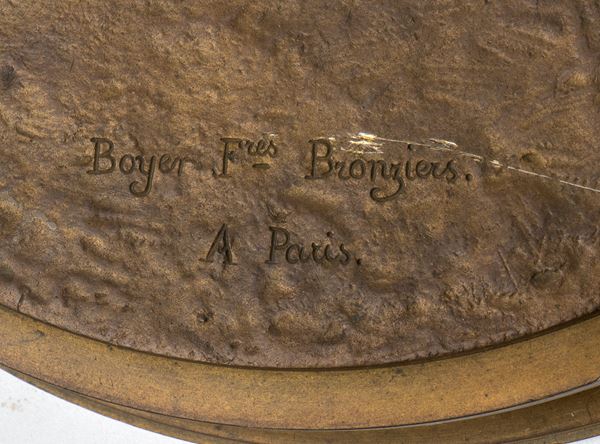 Boyer Fres Bronziers.
A Paris.